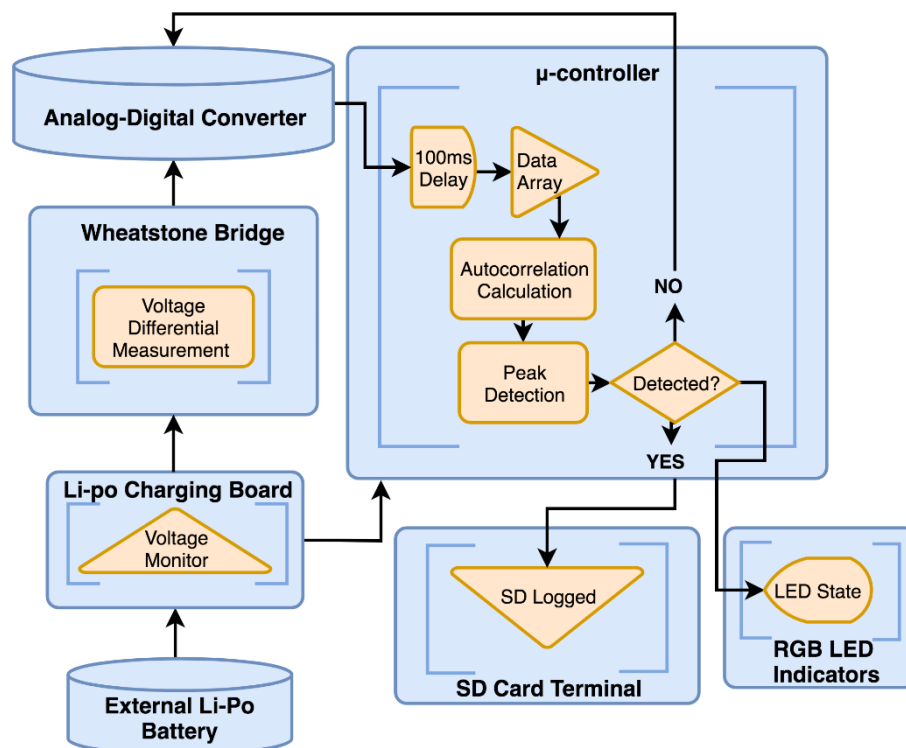 μ-controller
Analog-Digital Converter
100ms
Delay
Data
Array
Wheatstone Bridge
Voltage
Differential
Measurement
Autocorrelation
Calculation
NO
Peak
Detection
Detected?
YES
Li-po Charging Board
Voltage
Monitor
SD Logged
LED State
SD Card Terminal
RGB LED
Indicators
External Li-Po
Battery